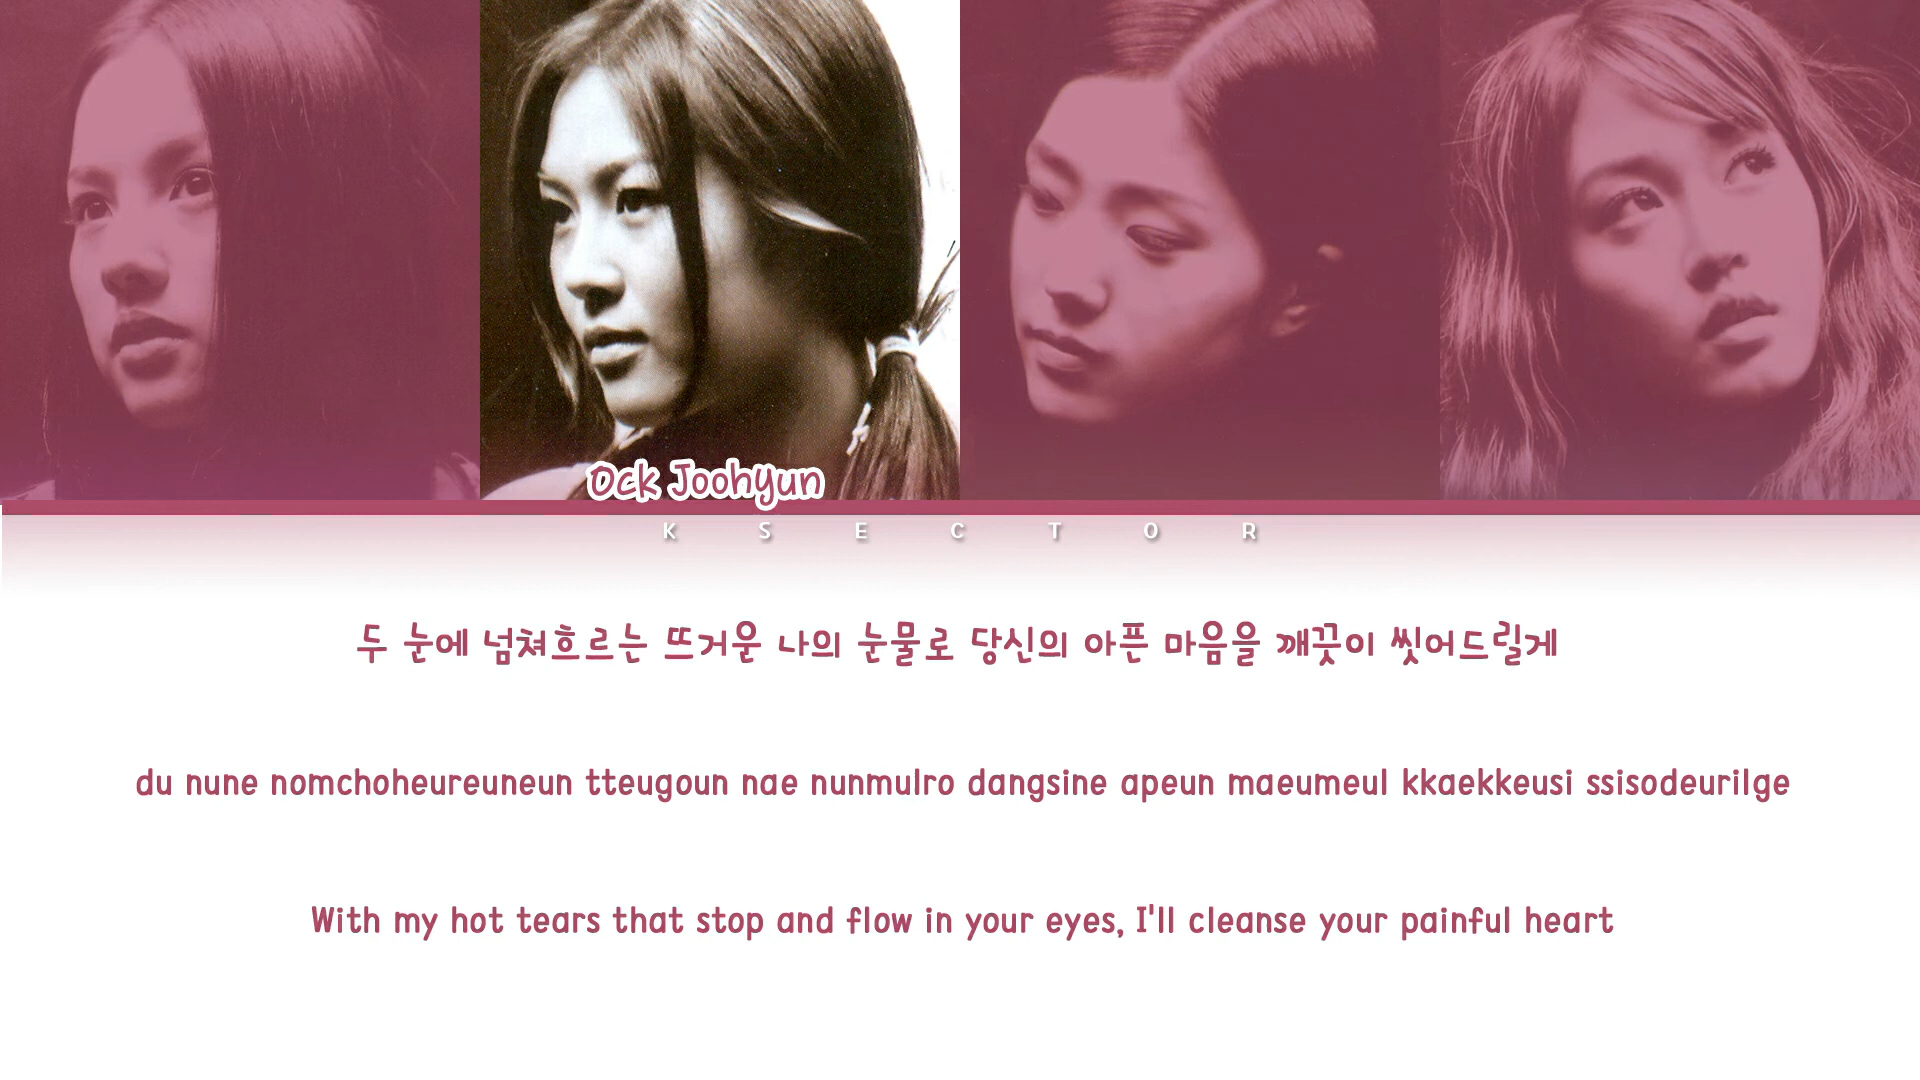 Ock Joohyun
K S E C T O R
두 눈에 넘쳐흐르는 뜨거운 나의 눈물로 당신의 아픈 마음을 깨끗이 씻어드릴게
du nune nomchoheureuneun tteugoun nae nunmulro dangsine apeun maeumeul kkaekkeusi ssisodeurilge
With my hot tears that stop and flow in your eyes, I'll cleanse your painful heart